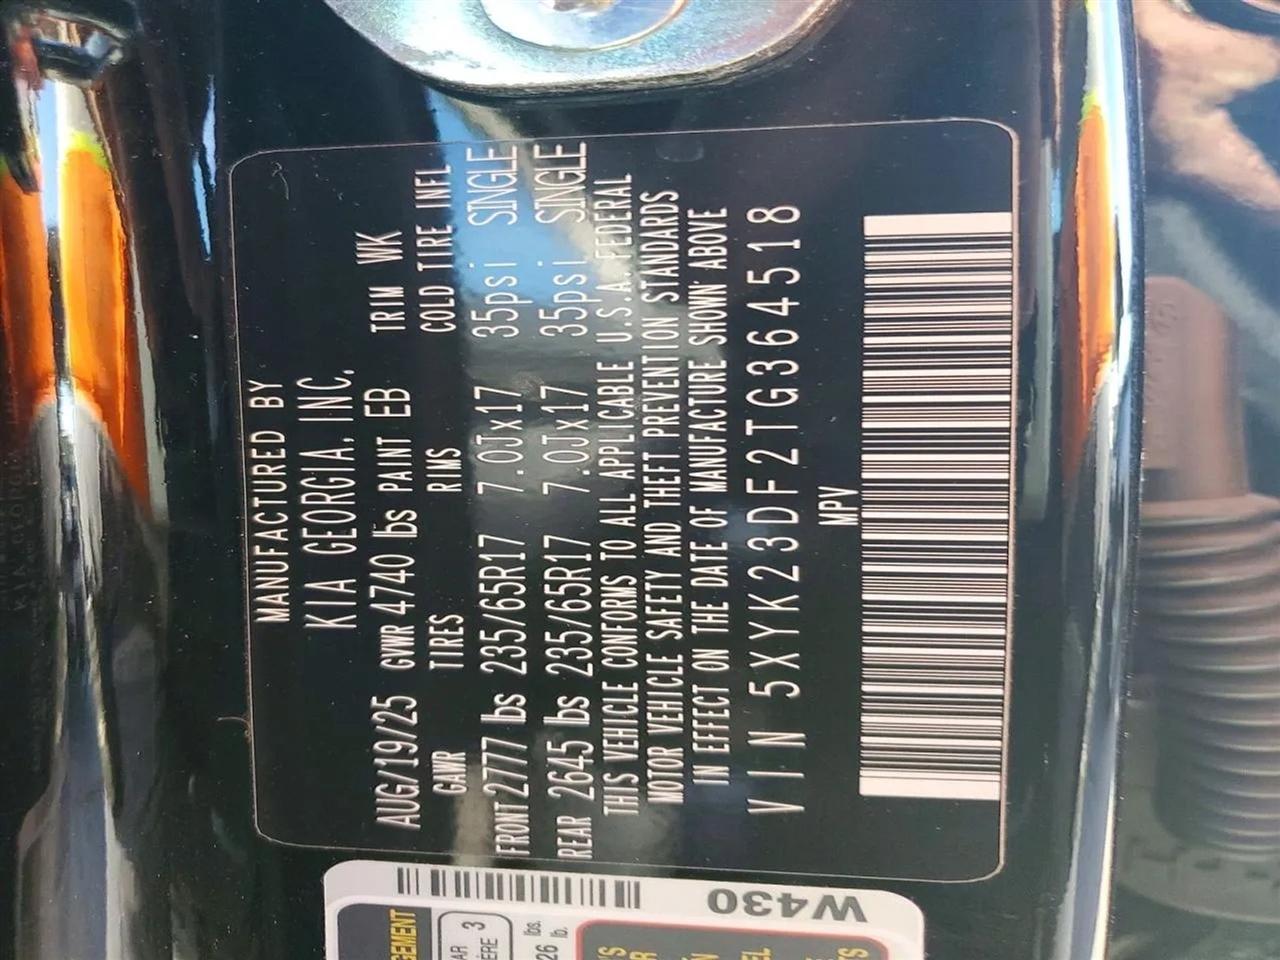 MANUFACTURED BY
KIA GEORGIA, INC.
AUG/19/25 GVWR 4740 lbs PAINT EB TRIM WK
GAWR TIRES RIMS COLD TIRE INFL
FRONT 2777 lbs 235/65R17 7.0Jx17 35psi SINGLE
REAR 2645 lbs 235/65R17 7.0Jx17 35psi SINGLE
THIS VEHICLE CONFORMS TO ALL APPLICABLE U.S.A. FEDERAL
MOTOR VEHICLE SAFETY AND THEFT PREVENTION STANDARDS
IN EFFECT ON THE DATE OF MANUFACTURE SHOWN ABOVE
VIN 5XYK23DF2TG364518
MPV
W430
3
lbs.
lb.